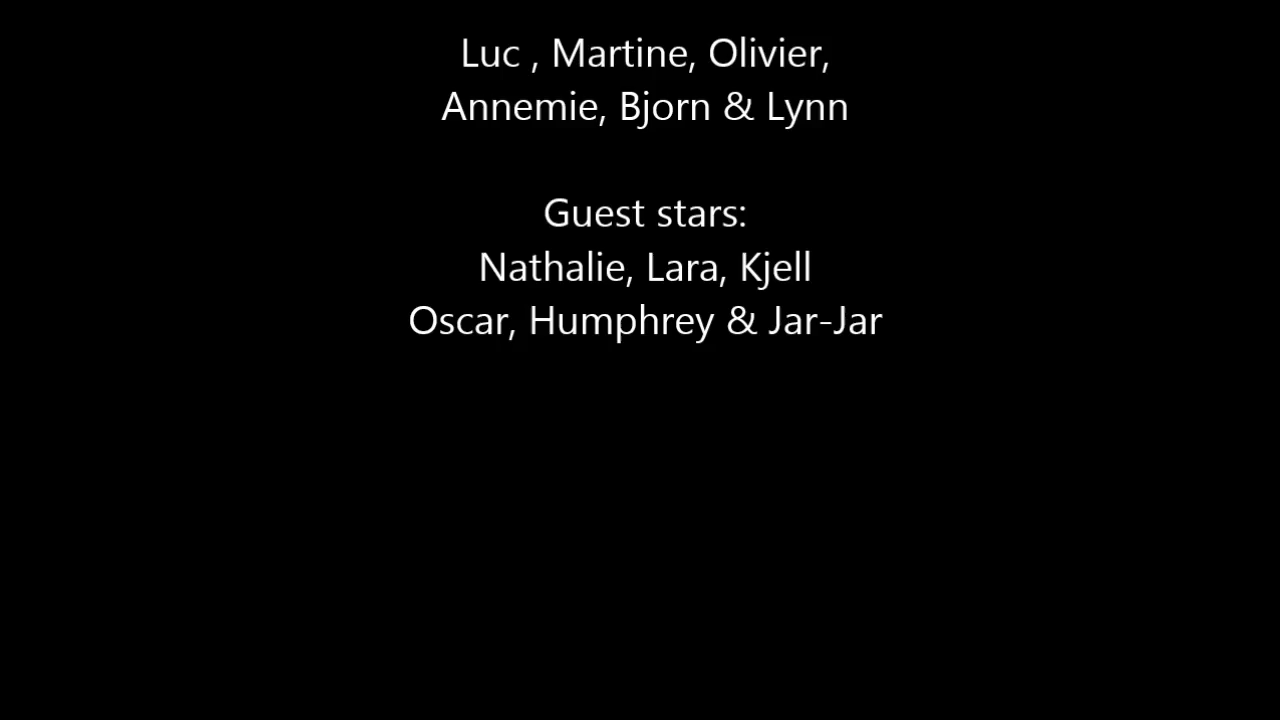 Luc , Martine, Olivier,
Annemie, Bjorn & Lynn
Guest stars:
Nathalie, Lara, Kjell
Oscar, Humphrey & Jar-Jar